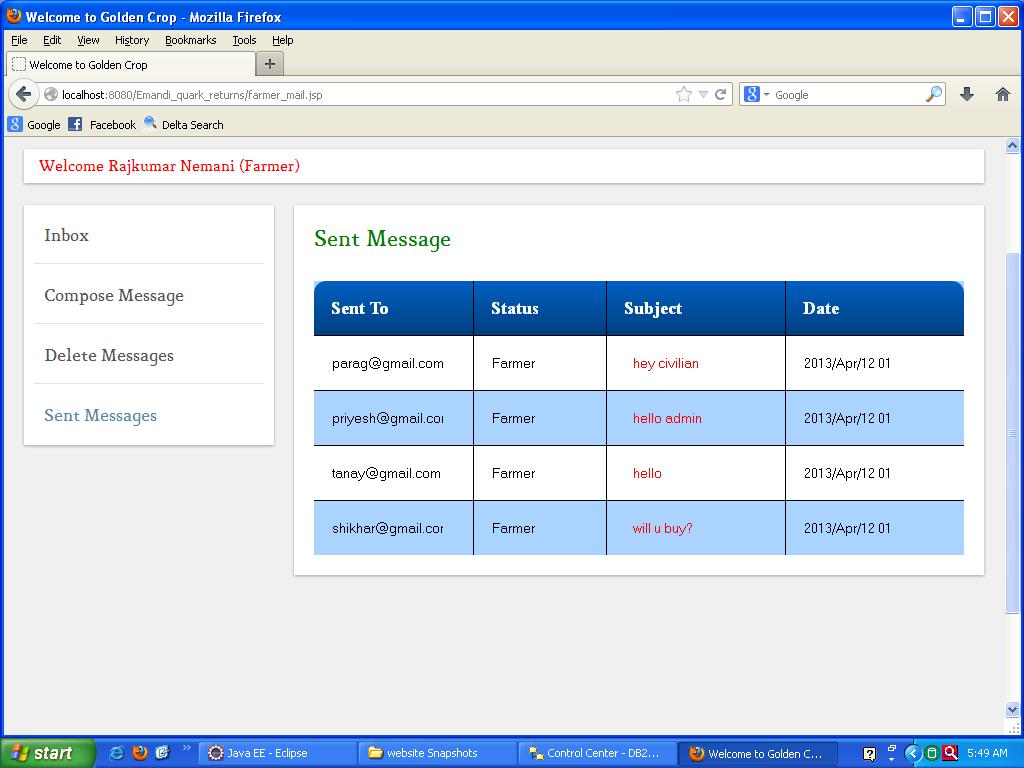 Welcome to Golden Crop - Mozilla Firefox
File Edit View History Bookmarks Tools Help
Welcome to Golden Crop
localhost:8080/Emandi_quark_returns/farmer_mail.jsp
Google
Google Facebook Delta Search
Welcome Rajkumar Nemani (Farmer)
Inbox
Compose Message
Delete Messages
Sent Messages
Sent Message
Sent To Status Subject Date
parag@gmail.com Farmer hey civilian 2013/Apr/12 01
priyesh@gmail.cor Farmer hello admin 2013/Apr/12 01
tanay@gmail.com Farmer hello 2013/Apr/12 01
shikhar@gmail.cor Farmer will u buy? 2013/Apr/12 01
start Java EE - Eclipse website Snapshots Control Center - DB2... Welcome to Golden C... 5:49 AM